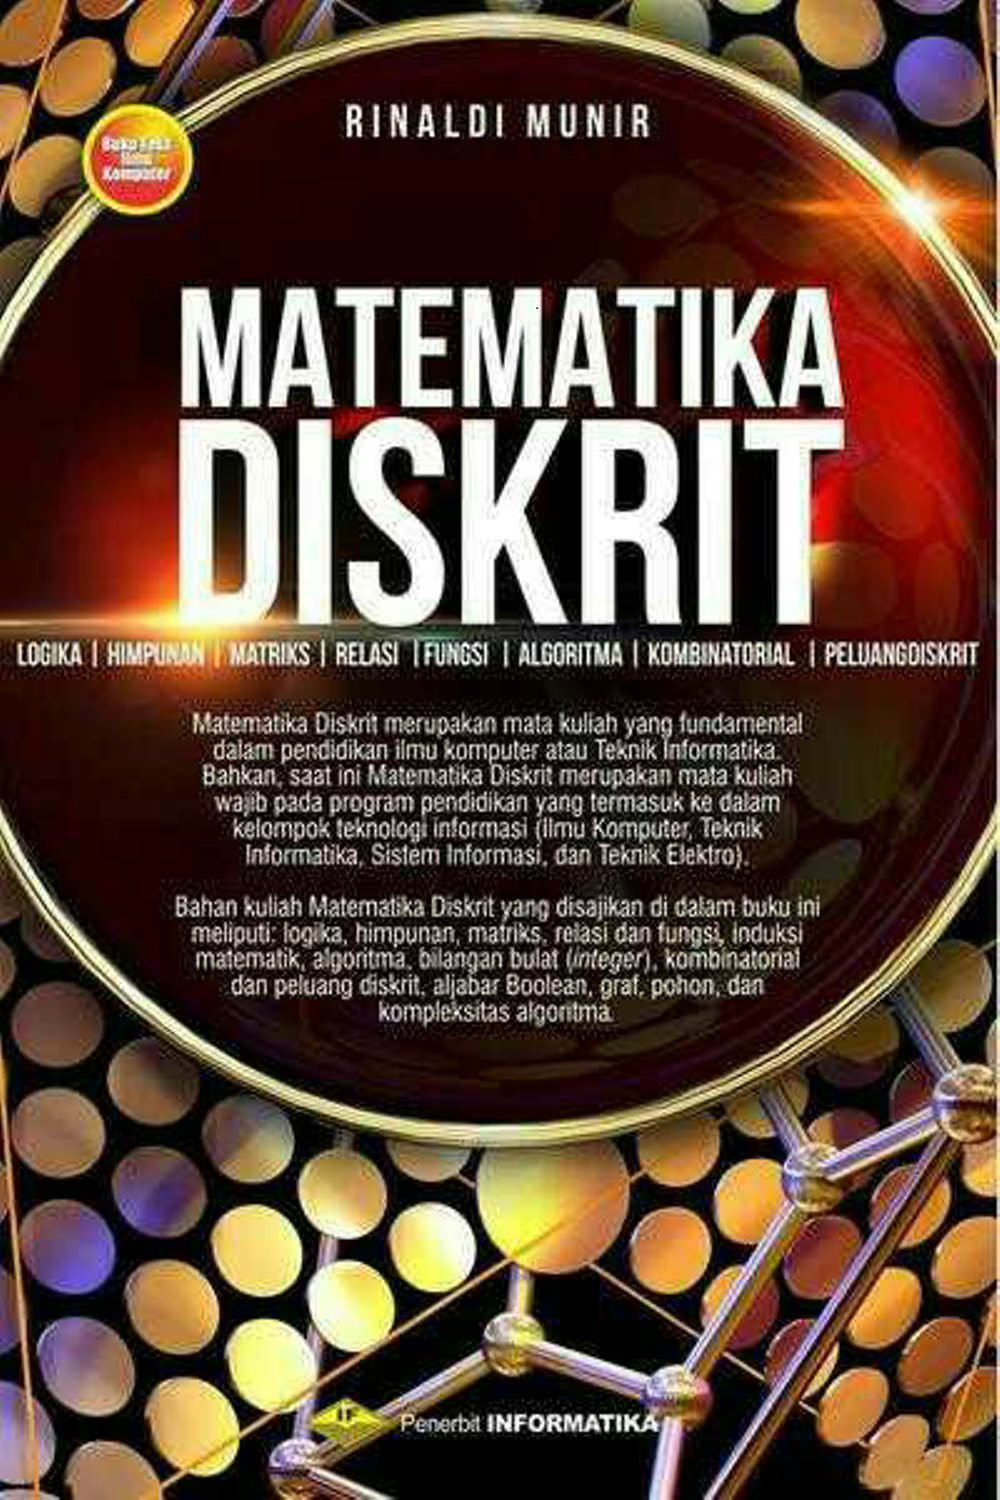 RINALDI MUNIR
Buku Teks
Ilmu
Komputer
MATEMATIKA
DISKRIT
LOGIKA | HIMPUNAN | MATRIKS | RELASI | FUNGSI | ALGORITMA | KOMBINATORIAL | PELUANGDISKRIT
Matematika Diskrit merupakan mata kuliah yang fundamental
dalam pendidikan ilmu komputer atau Teknik Informatika.
Bahkan, saat ini Matematika Diskrit merupakan mata kuliah
wajib pada program pendidikan yang termasuk ke dalam
kelompok teknologi informasi (ilmu Komputer, Teknik
Informatika, Sistem Informasi, dan Teknik Elektro).
Bahan kuliah Matematika Diskrit yang disajikan di dalam buku ini
meliputi: logika, himpunan, matriks, relasi dan fungsi, induksi
matematik, algoritma, bilangan bulat (integer), kombinatorial
dan peluang diskrit, aljabar Boolean, graf, pohon, dan
kompleksitas algoritma.
Penerbit INFORMATIKA